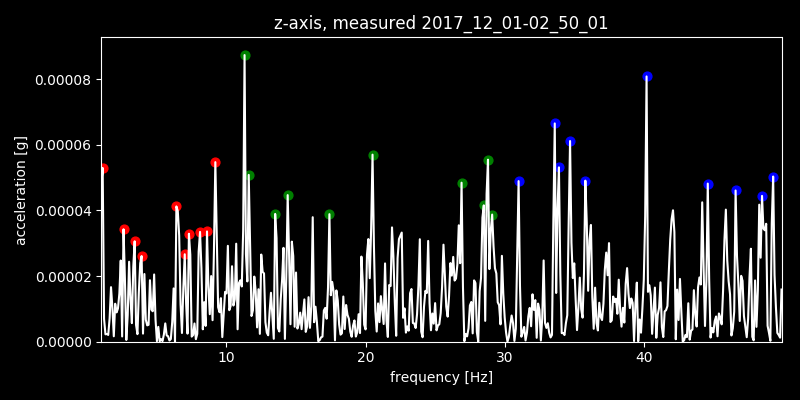 z-axis, measured 2017_12_01-02_50_01
0.00008
0.00006
0.00004
0.00002
0.00000
acceleration [g]
10 20 30 40
frequency [Hz]